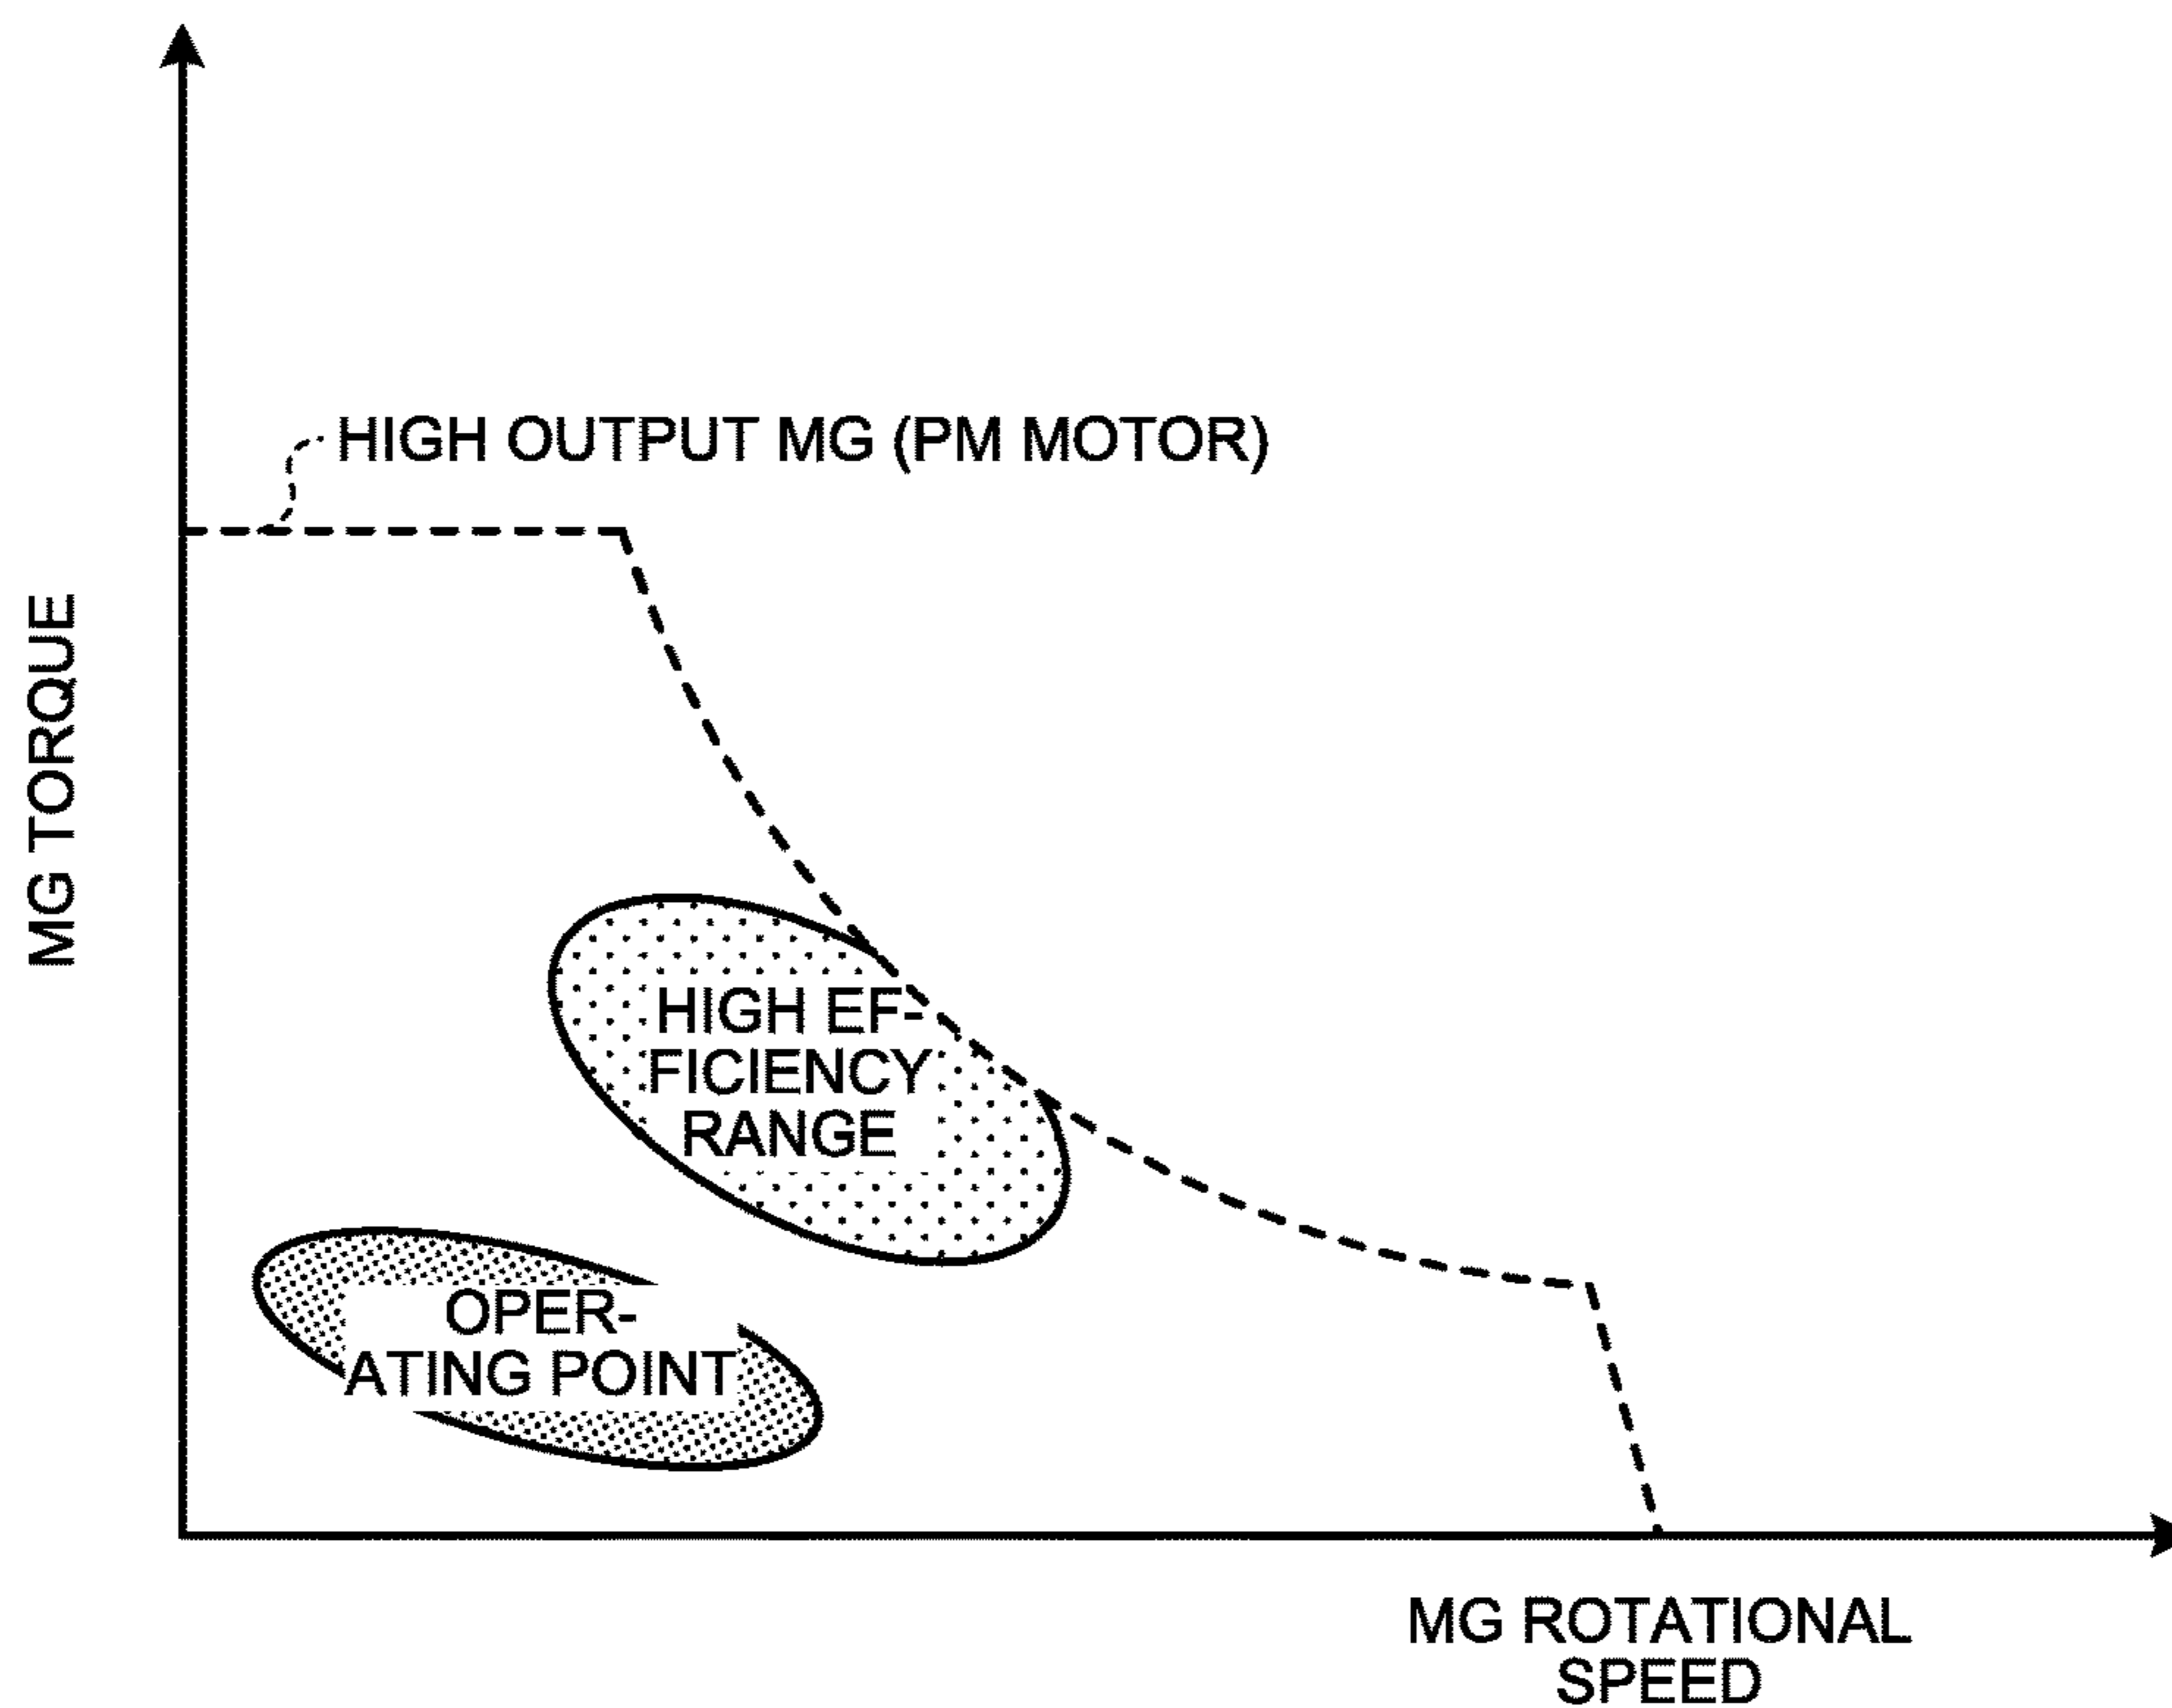 HIGH OUTPUT MG (PM MOTOR)
MG TORQUE
HIGH EF-
FICIENCY
RANGE
OPER-
ATING POINT
MG ROTATIONAL
SPEED